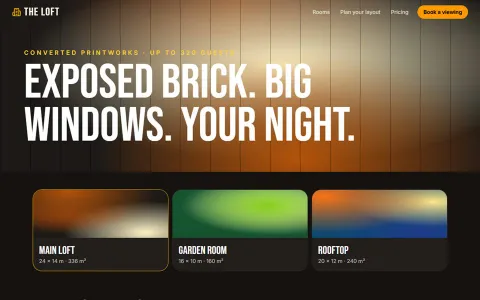 THE LOFT
Rooms
Plan your layout
Pricing
Book a viewing
CONVERTED PRINTWORKS · UP TO 220 GUESTS
EXPOSED BRICK. BIG
WINDOWS. YOUR NIGHT.
MAIN LOFT
24 × 14 m · 336 m²
GARDEN ROOM
16 × 10 m · 160 m²
ROOFTOP
20 × 12 m · 240 m²